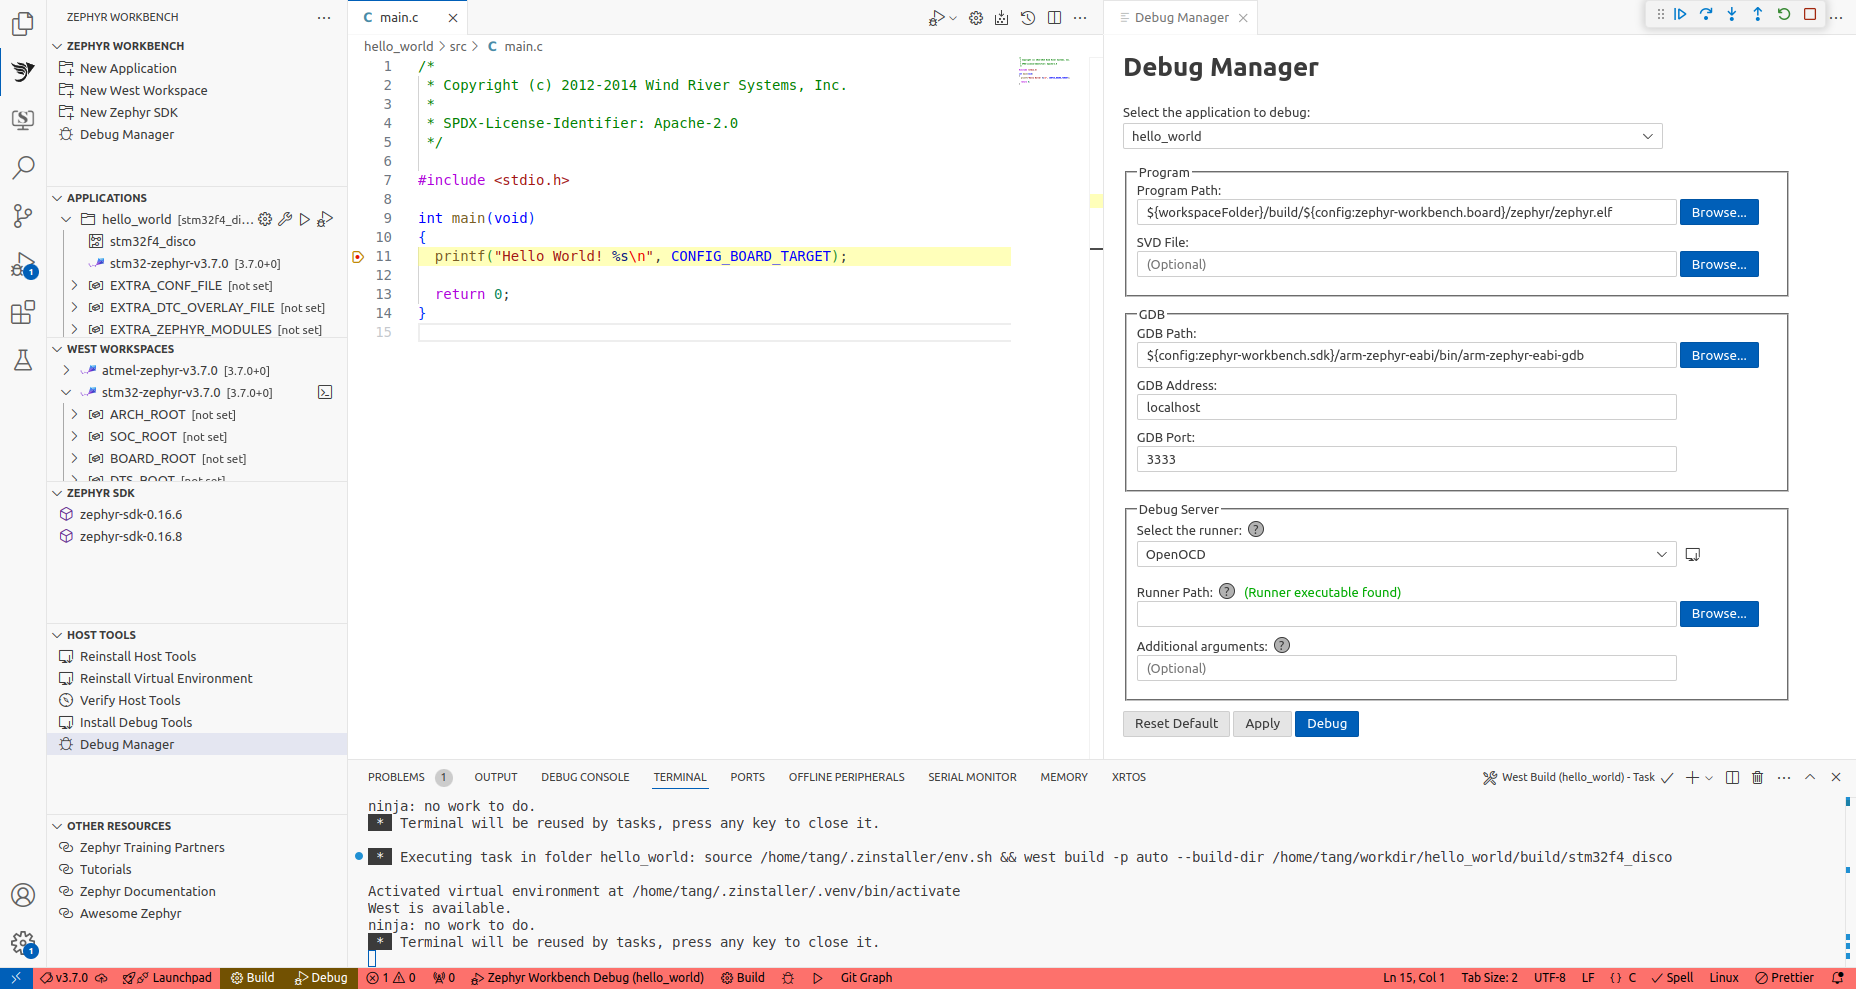 ZEPHYR WORKBENCH
ZEPHYR WORKBENCH
New Application
New West Workspace
New Zephyr SDK
Debug Manager
APPLICATIONS
hello_world [stm32f4_di...
stm32f4_disco
stm32-zephyr-v3.7.0 [3.7.0+0]
EXTRA_CONF_FILE [not set]
EXTRA_DTC_OVERLAY_FILE [not set]
EXTRA_ZEPHYR_MODULES [not set]
WEST WORKSPACES
atmel-zephyr-v3.7.0 [3.7.0+0]
stm32-zephyr-v3.7.0 [3.7.0+0]
ARCH_ROOT [not set]
SOC_ROOT [not set]
BOARD_ROOT [not set]
DTS_ROOT [not set]
ZEPHYR SDK
zephyr-sdk-0.16.6
zephyr-sdk-0.16.8
HOST TOOLS
Reinstall Host Tools
Reinstall Virtual Environment
Verify Host Tools
Install Debug Tools
Debug Manager
OTHER RESOURCES
Zephyr Training Partners
Tutorials
Zephyr Documentation
Awesome Zephyr
1
1
C main.c
hello_world > src > C main.c
1 /*
2 * Copyright (c) 2012-2014 Wind River Systems, Inc.
3 *
4 * SPDX-License-Identifier: Apache-2.0
5 */
6
7 #include <stdio.h>
8
9 int main(void)
10 {
11 printf("Hello World! %s\n", CONFIG_BOARD_TARGET);
12
13 return 0;
14 }
15
Debug Manager
Debug Manager
Select the application to debug:
hello_world
Program
Program Path:
${workspaceFolder}/build/${config:zephyr-workbench.board}/zephyr/zephyr.elf
Browse...
SVD File:
(Optional)
Browse...
GDB
GDB Path:
${config:zephyr-workbench.sdk}/arm-zephyr-eabi/bin/arm-zephyr-eabi-gdb
Browse...
GDB Address:
localhost
GDB Port:
3333
Debug Server
Select the runner: ?
OpenOCD
Runner Path: ? (Runner executable found)
Browse...
Additional arguments: ?
(Optional)
Reset Default Apply Debug
PROBLEMS 1 OUTPUT DEBUG CONSOLE TERMINAL PORTS OFFLINE PERIPHERALS SERIAL MONITOR MEMORY XRTOS
West Build (hello_world) - Task
ninja: no work to do.
* Terminal will be reused by tasks, press any key to close it.
* Executing task in folder hello_world: source /home/tang/.zinstaller/env.sh && west build -p auto --build-dir /home/tang/workdir/hello_world/build/stm32f4_disco
Activated virtual environment at /home/tang/.zinstaller/.venv/bin/activate
West is available.
ninja: no work to do.
* Terminal will be reused by tasks, press any key to close it.
v3.7.0 Launchpad Build Debug 1 0 0 Zephyr Workbench Debug (hello_world) Build Git Graph Ln 15, Col 1 Tab Size: 2 UTF-8 LF {} C Spell Linux Prettier